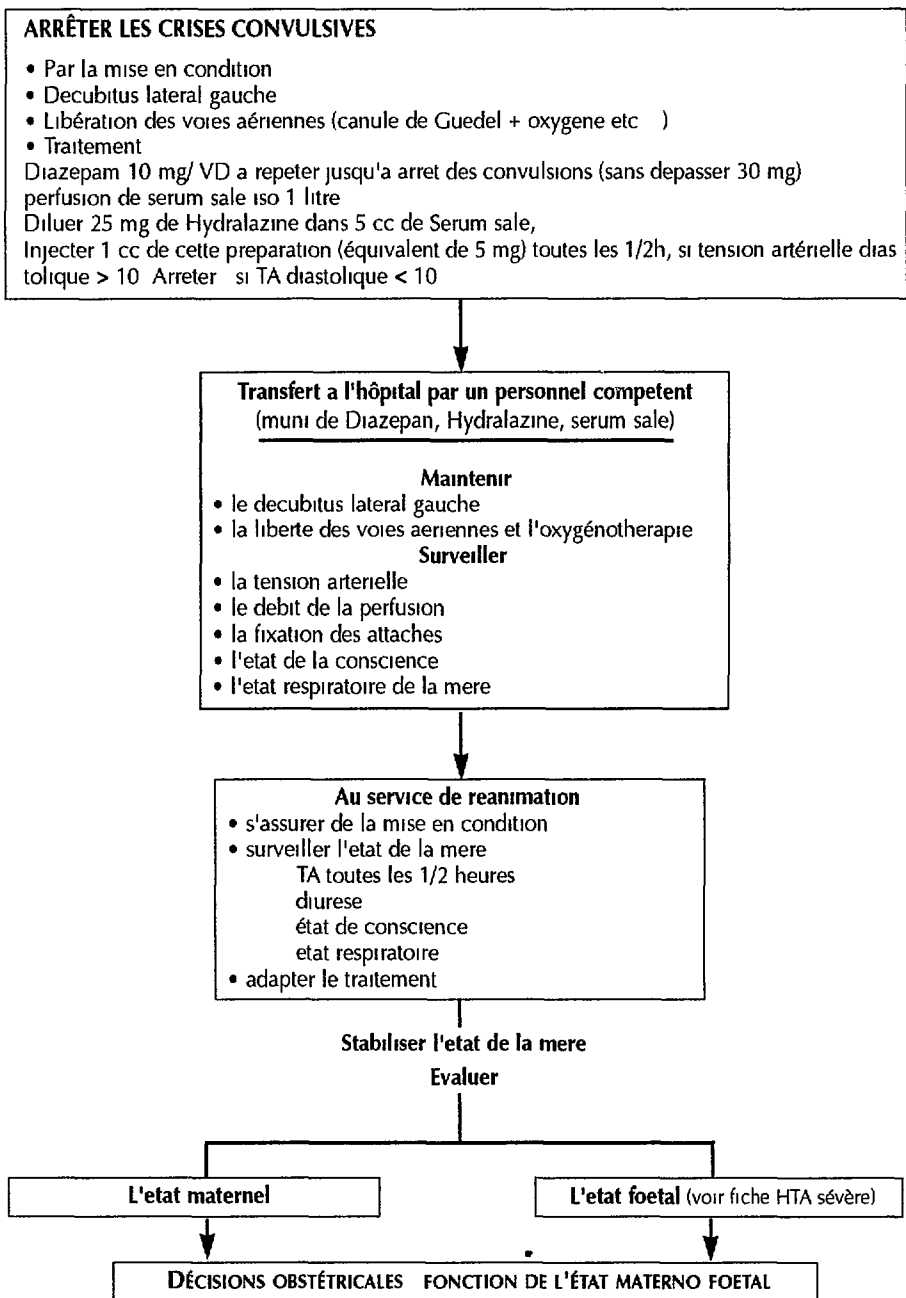 ARRÊTER LES CRISES CONVULSIVES
• Par la mise en condition
• Decubitus lateral gauche
• Libération des voies aériennes (canule de Guedel + oxygene etc )
• Traitement
Diazepam 10 mg/ VD a repeter jusqu'a arret des convulsions (sans depasser 30 mg)
perfusion de serum sale iso 1 litre
Diluer 25 mg de Hydralazine dans 5 cc de Serum sale,
Injecter 1 cc de cette preparation (équivalent de 5 mg) toutes les 1/2h, si tension artérielle dias
tolique > 10 Arreter si TA diastolique < 10
Transfert a l'hôpital par un personnel competent
(muni de Diazepan, Hydralazine, serum sale)
Maintenir
• le decubitus lateral gauche
• la liberte des voies aeriennes et l'oxygénotherapie
Surveiller
• la tension arterielle
• le debit de la perfusion
• la fixation des attaches
• l'etat de la conscience
• l'etat respiratoire de la mere
Au service de reanimation
• s'assurer de la mise en condition
• surveiller l'etat de la mere
TA toutes les 1/2 heures
diurese
état de conscience
etat respiratoire
• adapter le traitement
Stabiliser l'etat de la mere
Evaluer
L'etat maternel
L'etat foetal (voir fiche HTA sévère)
DÉCISIONS OBSTÉTRICALES FONCTION DE L'ÉTAT MATERNO FOETAL